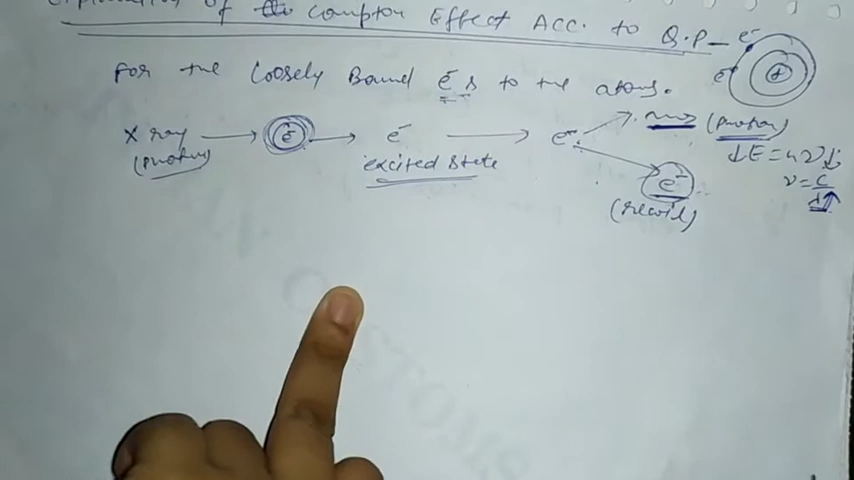 Explanation of the Compton Effect Acc. to Q.P—
e⁻
e⁻
+
For the Loosely Bound e⁻s to the atoms.
X ray → e⁻ → e⁻ → e⁻ (photon)
(photon) excited state e⁻
(recoil)
↓E = hν↓
ν = c
λ↑